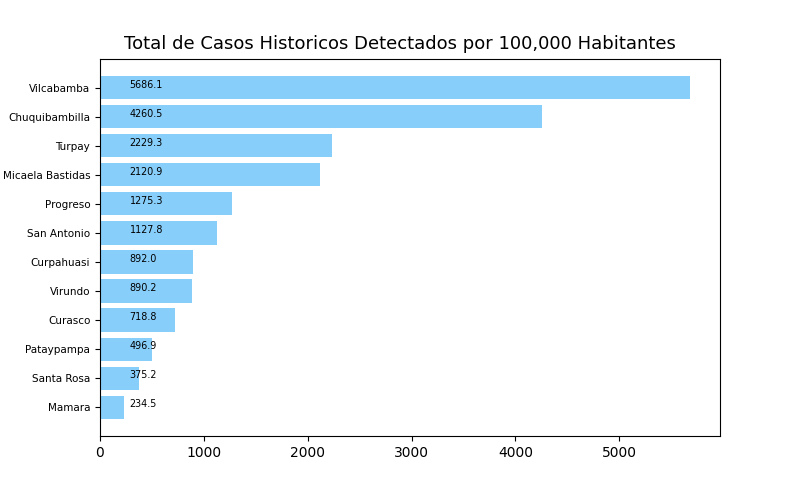 Total de Casos Historicos Detectados por 100,000 Habitantes
Vilcabamba 5686.1
Chuquibambilla 4260.5
Turpay 2229.3
Micaela Bastidas 2120.9
Progreso 1275.3
San Antonio 1127.8
Curpahuasi 892.0
Virundo 890.2
Curasco 718.8
Pataypampa 496.9
Santa Rosa 375.2
Mamara 234.5
0 1000 2000 3000 4000 5000